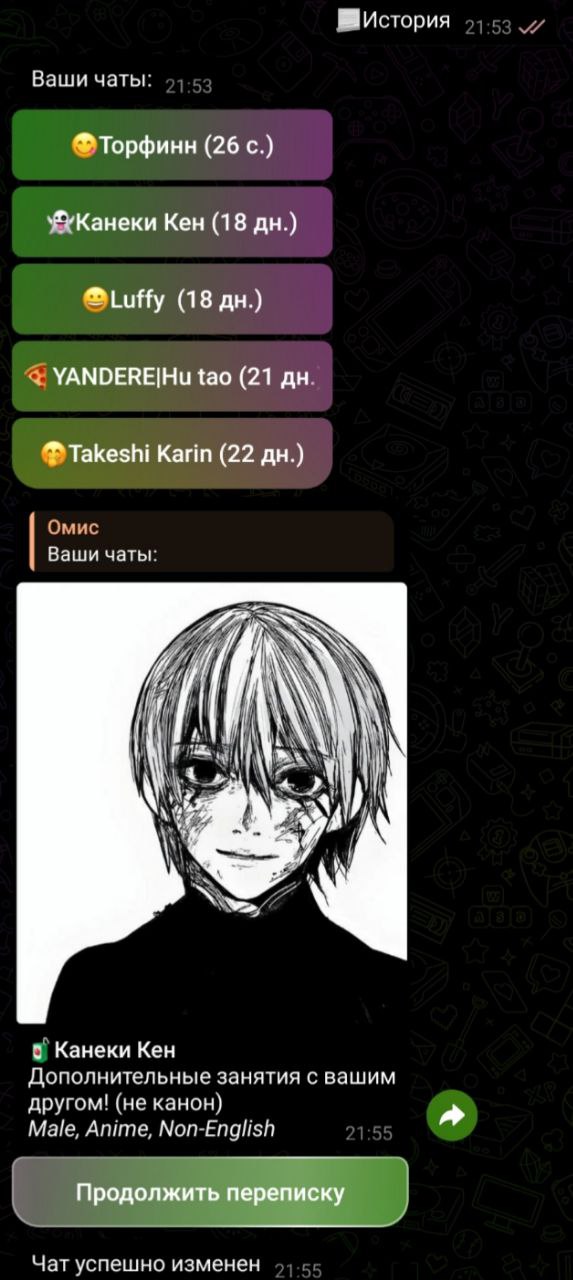 История 21:53
Ваши чаты: 21:53
Торфинн (26 с.)
Канеки Кен (18 дн.)
Luffy (18 дн.)
YANDERE|Hu tao (21 дн.
Takeshi Karin (22 дн.)
Омис
Ваши чаты:
Канеки Кен
Дополнительные занятия с вашим
другом! (не канон)
Male, Anime, Non-English 21:55
Продолжить переписку
Чат успешно изменен 21:55